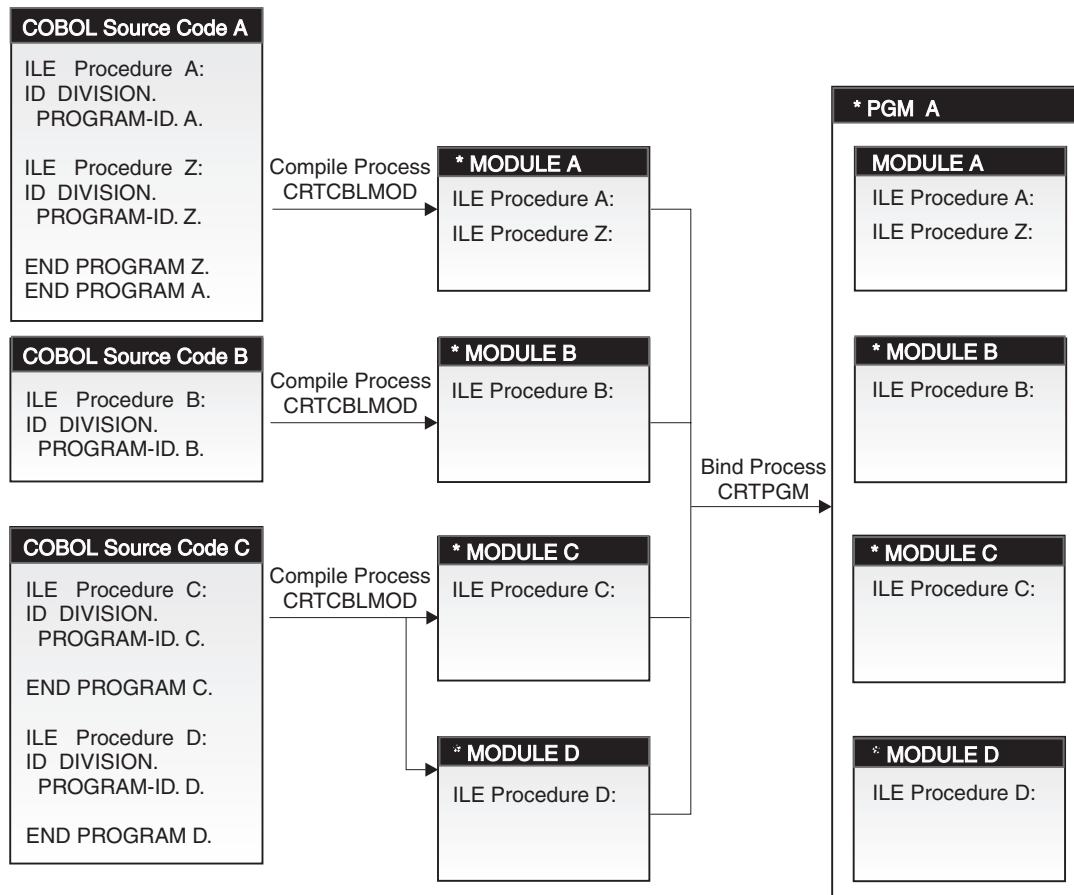 COBOL Source Code A
ILE Procedure A:
ID DIVISION.
PROGRAM-ID. A.
ILE Procedure Z:
ID DIVISION.
PROGRAM-ID. Z.
END PROGRAM Z.
END PROGRAM A.
Compile Process
CRTCBLMOD
* MODULE A
ILE Procedure A:
ILE Procedure Z:
COBOL Source Code B
ILE Procedure B:
ID DIVISION.
PROGRAM-ID. B.
Compile Process
CRTCBLMOD
* MODULE B
ILE Procedure B:
COBOL Source Code C
ILE Procedure C:
ID DIVISION.
PROGRAM-ID. C.
END PROGRAM C.
ILE Procedure D:
ID DIVISION.
PROGRAM-ID. D.
END PROGRAM D.
Compile Process
CRTCBLMOD
* MODULE C
ILE Procedure C:
* MODULE D
ILE Procedure D:
Bind Process
CRTPGM
* PGM A
MODULE A
ILE Procedure A:
ILE Procedure Z:
* MODULE B
ILE Procedure B:
* MODULE C
ILE Procedure C:
* MODULE D
ILE Procedure D: